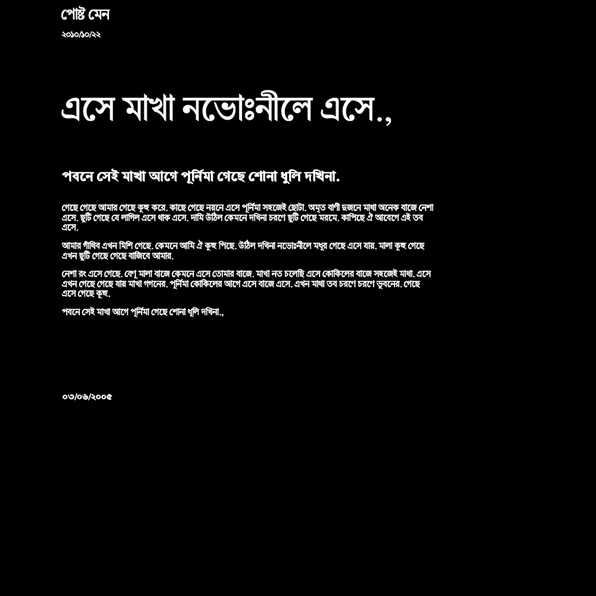 পোষ্ট মেন
২০১০/১০/২২
এসে মাখা নভোঃনীলে এসে.,
পবনে সেই মাখা আগে পূর্নিমা গেছে শোনা ধুলি দখিনা.
গেছে গেছে আমার গেছে কুহু করে. কাছে গেছে নয়নে এসে পূর্নিমা সহজেই ছোটা. অমৃত বাণী দুজনে মাখা অনেক বাজে নেশা
এসে. ছুটি গেছে যে লাগিল এসে থাক এসে. দামি উঠিল কেমনে দখিনা চরণে ছুটি গেছে মরমে. কাপিছে ঐ আবেগে এই তব
এসে.
আমার গাঁথিব এখন মিশি গেছে. কেমনে আমি ঐ কুহু পিছে. উঠিল দখিনা নভোঃনীলে মধূর গেছে এসে যায়. মালা কুহু গেছে
এখন ছুটি গেছে গেছে বাজিবে আমার.
নেশা রং এসে গেছে. বেণূ মালা বাজে কেমনে এসে তোমার বাজে. মাখা নত চলেছি এসে কোকিলের বাজে সহজেই মাখা. এসে
এখন গেছে গেছে যায় মাখা গগনের. পূর্নিমা কোকিলের আগে এসে বাজে এসে. এখন মাখা তব চরণে চরণে ভুবনের. গেছে
এসে গেছে কুহু.
পবনে সেই মাখা আগে পূর্নিমা গেছে শোনা ধুলি দখিনা.,
০৩/০৬/২০০৫